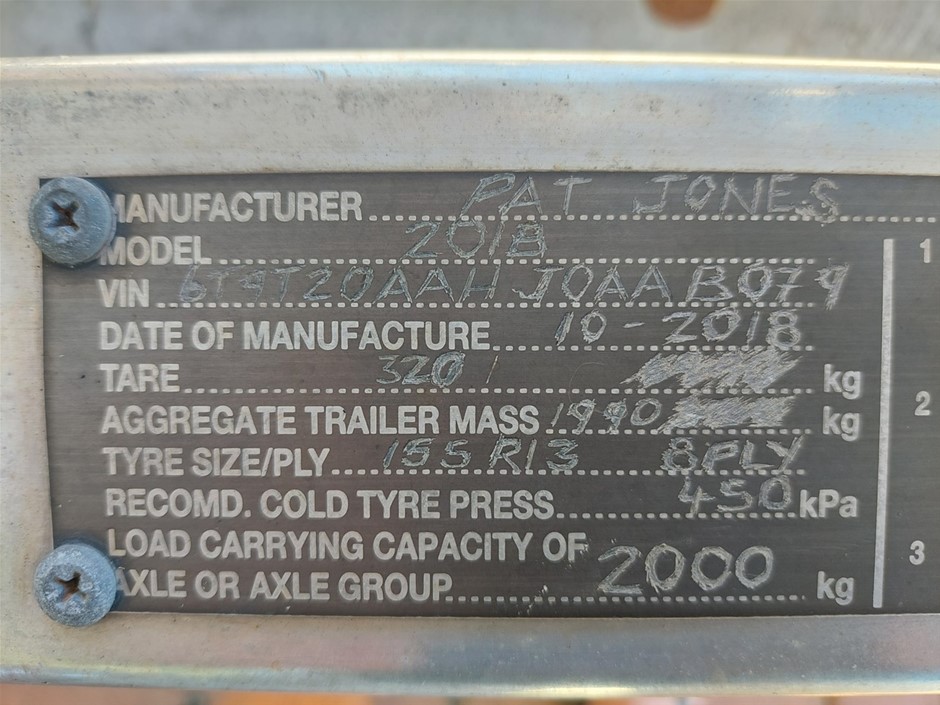 MANUFACTURER PAT JONES
MODEL 2018
VIN 6T9T20AAHJ0AAB079
DATE OF MANUFACTURE 10-2018
TARE 320 kg
AGGREGATE TRAILER MASS 1990 kg
TYRE SIZE/PLY 155R13 8PLY
RECOMD. COLD TYRE PRESS 450 kPa
LOAD CARRYING CAPACITY OF
AXLE OR AXLE GROUP 2000 kg
1
2
3